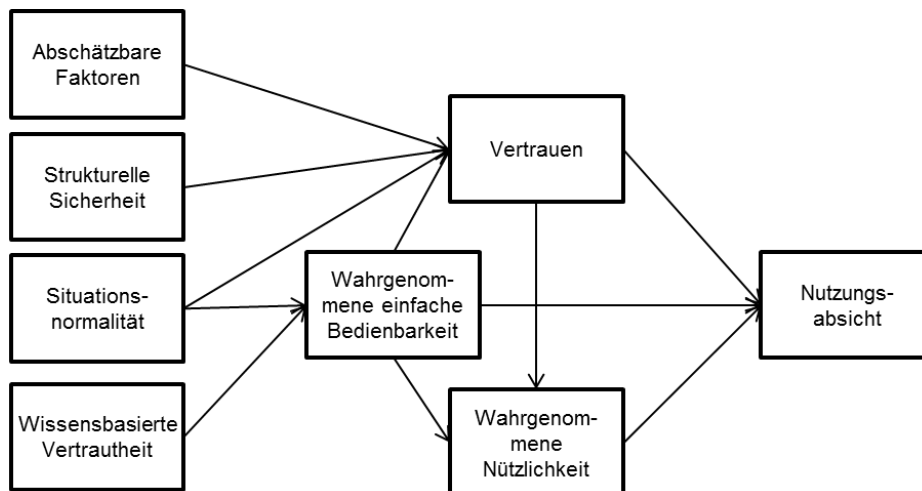 Abschätzbare
Faktoren
Strukturelle
Sicherheit
Situations-
normalität
Wissensbasierte
Vertrautheit
Vertrauen
Wahrgenom-
mene einfache
Bedienbarkeit
Wahrgenom-
mene
Nützlichkeit
Nutzungs-
absicht